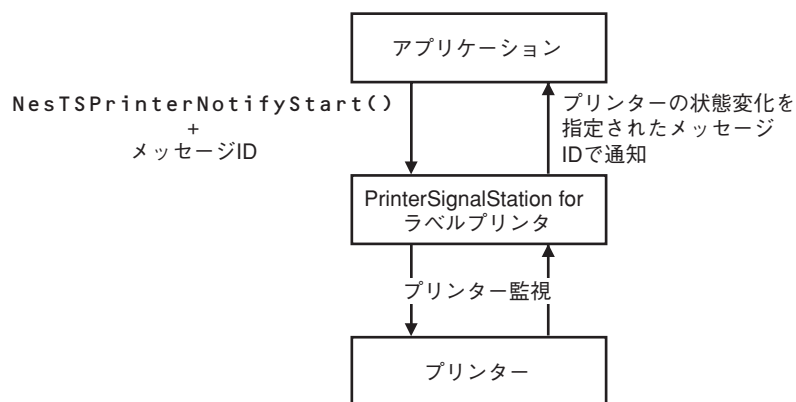 アプリケーション
NesTSPrinterNotifyStart()
+
メッセージID
プリンターの状態変化を
指定されたメッセージ
IDで通知
PrinterSignalStation for
ラベルプリンタ
プリンター監視
プリンター